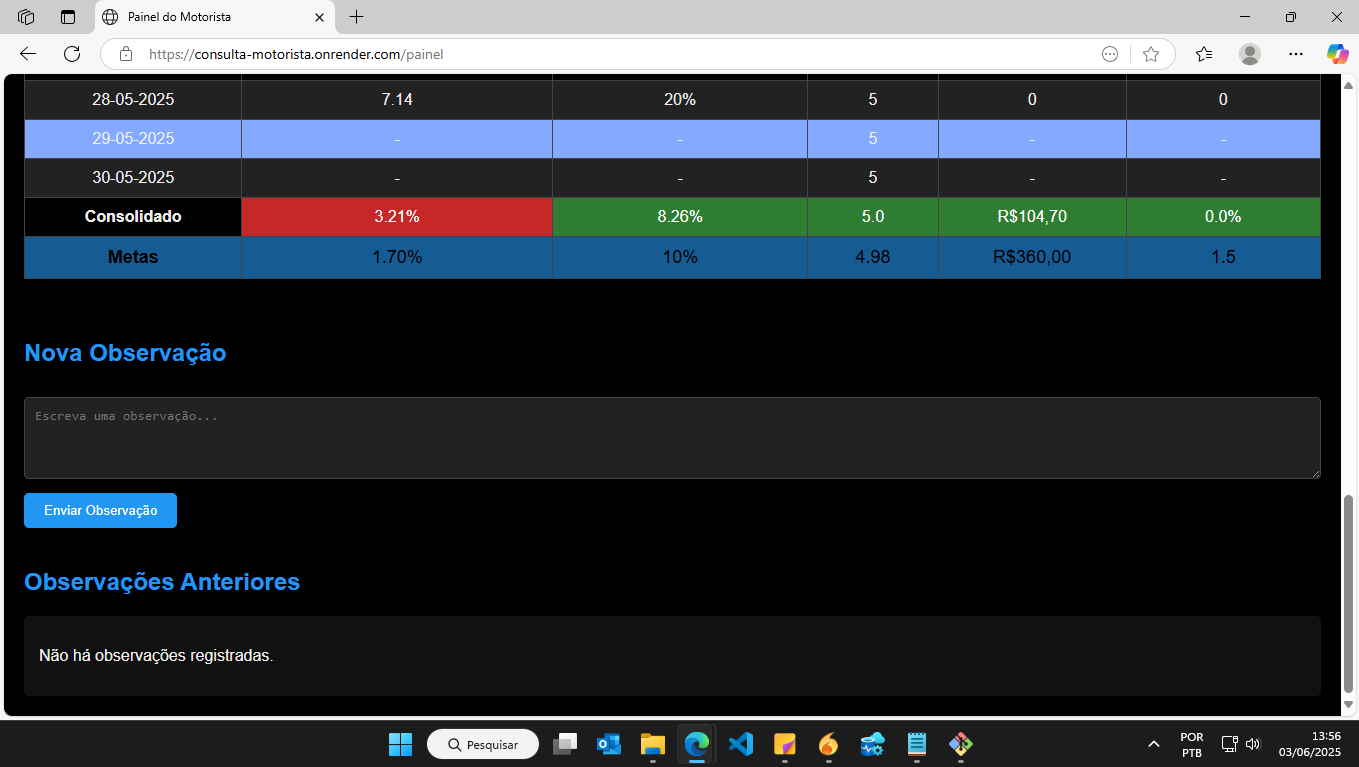 Painel do Motorista
https://consulta-motorista.onrender.com/painel
28-05-2025 7.14 20% 5 0 0
29-05-2025 - - 5 - -
30-05-2025 - - 5 - -
Consolidado 3.21% 8.26% 5.0 R$104,70 0.0%
Metas 1.70% 10% 4.98 R$360,00 1.5
Nova Observação
Escreva uma observação...
Enviar Observação
Observações Anteriores
Não há observações registradas.
Pesquisar
POR
PTB
13:56
03/06/2025